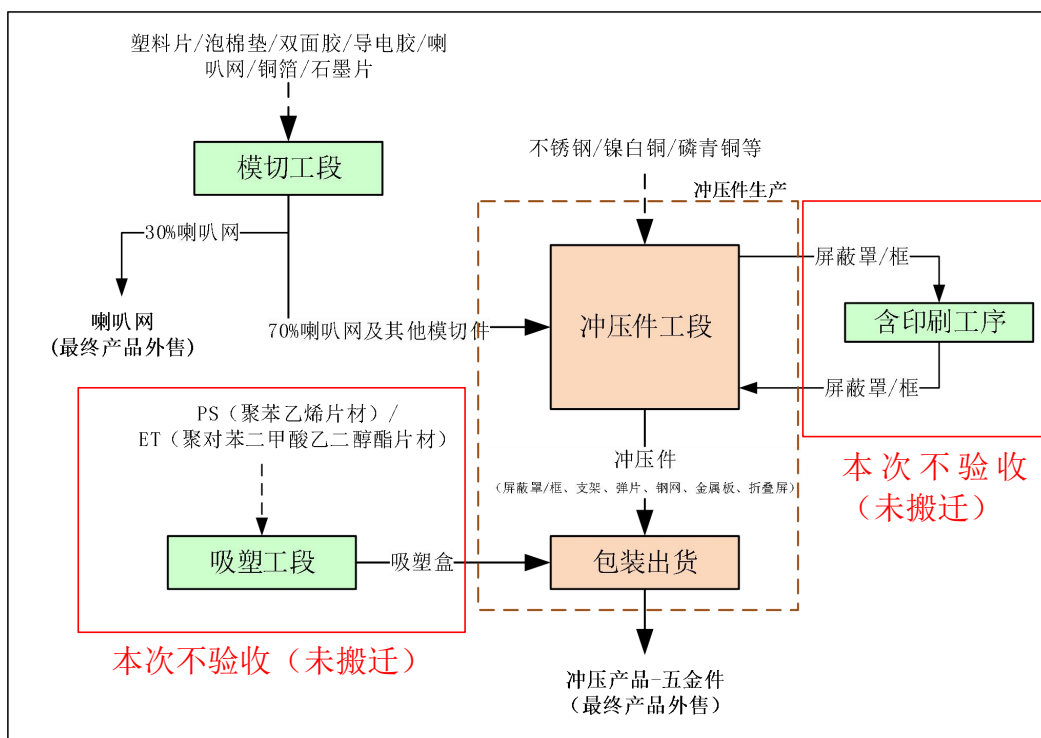 塑料片/泡棉垫/双面胶/导电胶/喇
叭网/铜箔/石墨片
模切工段
30%喇叭网
喇叭网
(最终产品外售)
70%喇叭网及其他模切件
不锈钢/镍白铜/磷青铜等
冲压件生产
冲压件工段
屏蔽罩/框
含印刷工序
屏蔽罩/框
本次不验收
（未搬迁）
冲压件
（屏蔽罩/框、支架、弹片、钢网、金属板、折叠屏）
PS（聚苯乙烯片材）/
ET（聚对苯二甲酸乙二醇酯片材）
吸塑工段
吸塑盒
包装出货
本次不验收（未搬迁）
冲压产品-五金件
（最终产品外售）